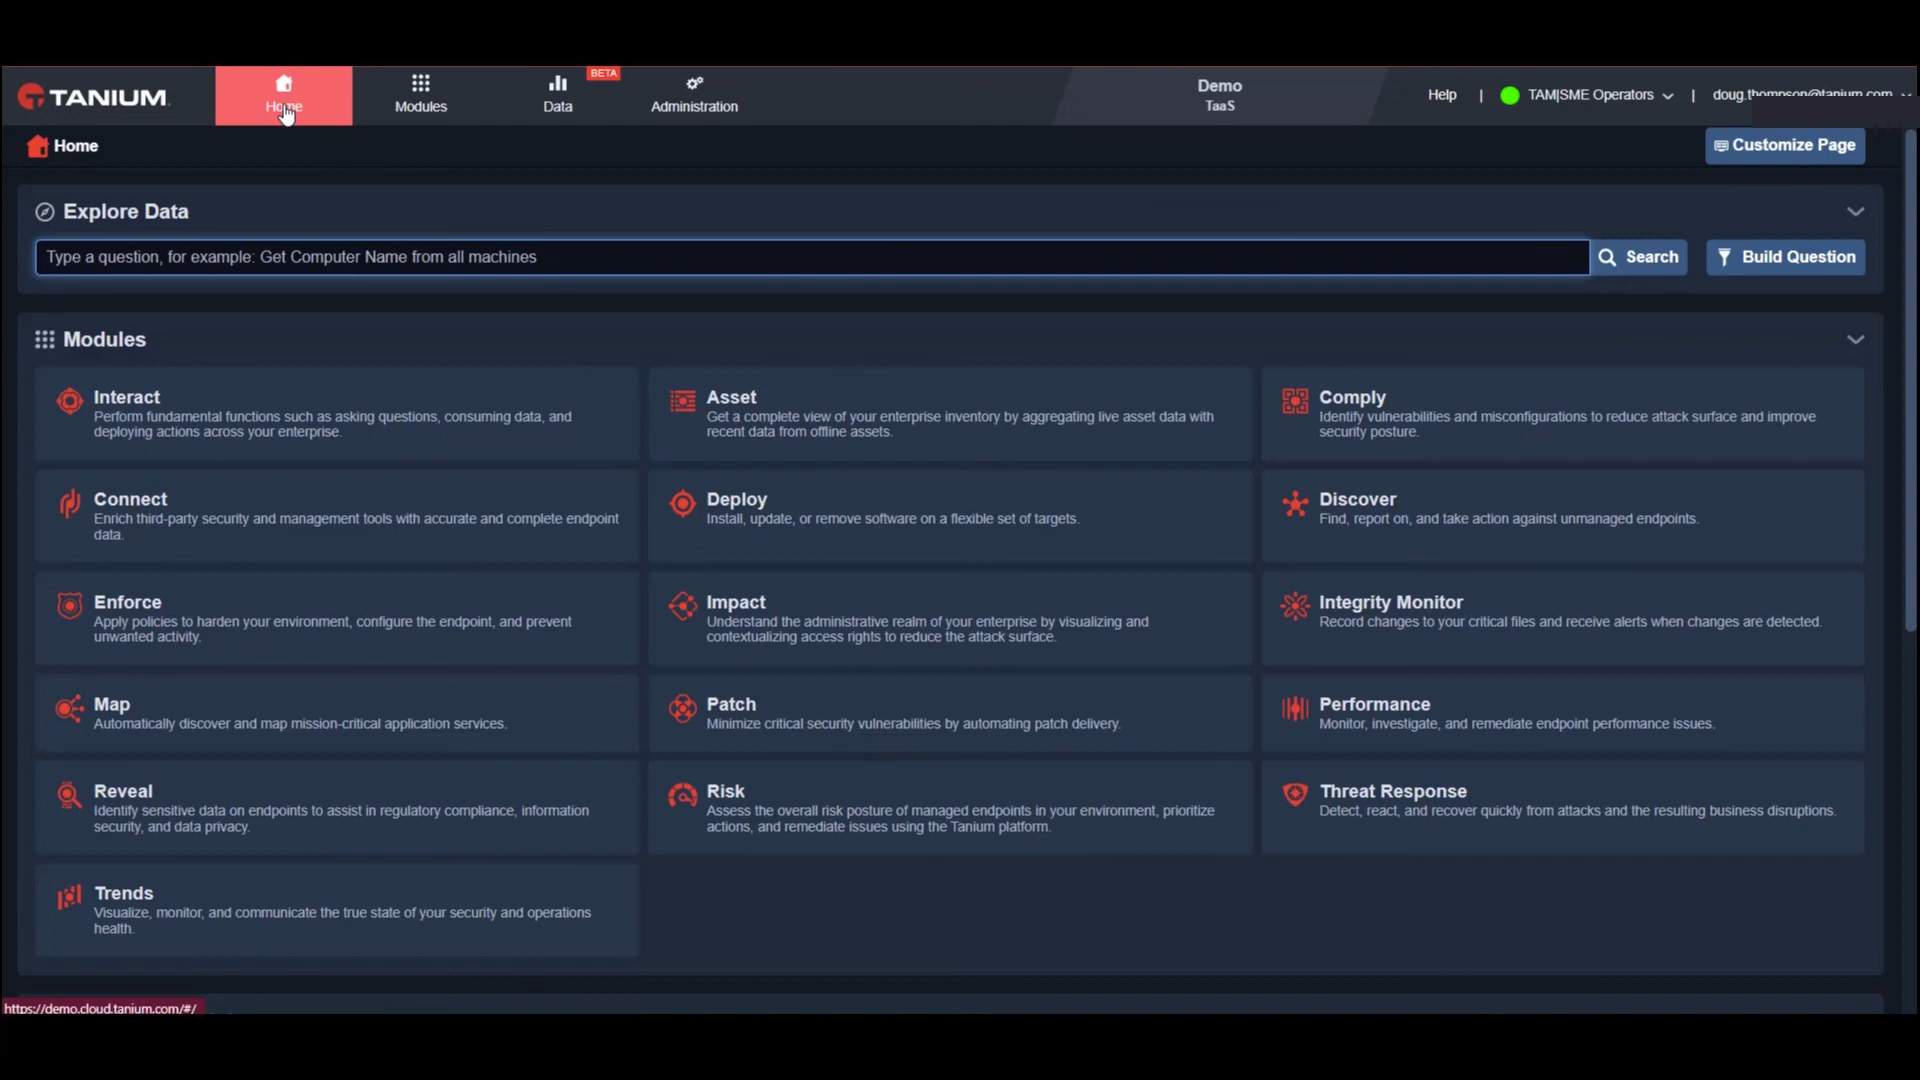 TANIUM
Home
Modules
Data
BETA
Administration
Demo
TaaS
Help
|
TAM|SME Operators
|
doug.thompson@tanium.com
Home
Customize Page
Explore Data
Type a question, for example: Get Computer Name from all machines
Search
Build Question
Modules
Interact
Perform fundamental functions such as asking questions, consuming data, and
deploying actions across your enterprise.
Asset
Get a complete view of your enterprise inventory by aggregating live asset data with
recent data from offline assets.
Comply
Identify vulnerabilities and misconfigurations to reduce attack surface and improve
security posture.
Connect
Enrich third-party security and management tools with accurate and complete endpoint
data.
Deploy
Install, update, or remove software on a flexible set of targets.
Discover
Find, report on, and take action against unmanaged endpoints.
Enforce
Apply policies to harden your environment, configure the endpoint, and prevent
unwanted activity.
Impact
Understand the administrative realm of your enterprise by visualizing and
contextualizing access rights to reduce the attack surface.
Integrity Monitor
Record changes to your critical files and receive alerts when changes are detected.
Map
Automatically discover and map mission-critical application services.
Patch
Minimize critical security vulnerabilities by automating patch delivery.
Performance
Monitor, investigate, and remediate endpoint performance issues.
Reveal
Identify sensitive data on endpoints to assist in regulatory compliance, information
security, and data privacy.
Risk
Assess the overall risk posture of managed endpoints in your environment, prioritize
actions, and remediate issues using the Tanium platform.
Threat Response
Detect, react, and recover quickly from attacks and the resulting business disruptions.
Trends
Visualize, monitor, and communicate the true state of your security and operations
health.
https://demo.cloud.tanium.com/#/